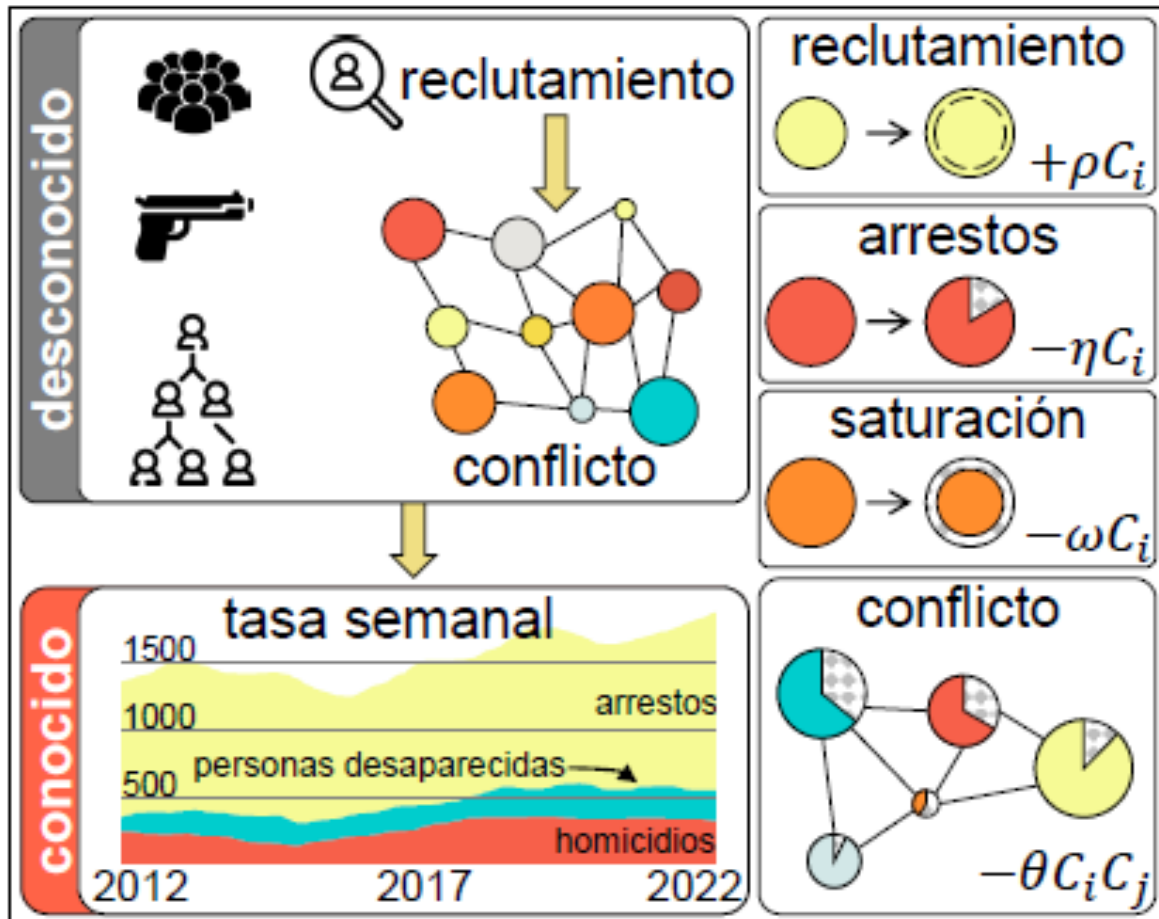 desconocido
reclutamiento
conflicto
conocido
tasa semanal
1500
1000
500
arrestos
personas desaparecidas
homicidios
2012 2017 2022
reclutamiento
+ρC_i
arrestos
−ηC_i
saturación
−ωC_i
conflicto
−θC_iC_j